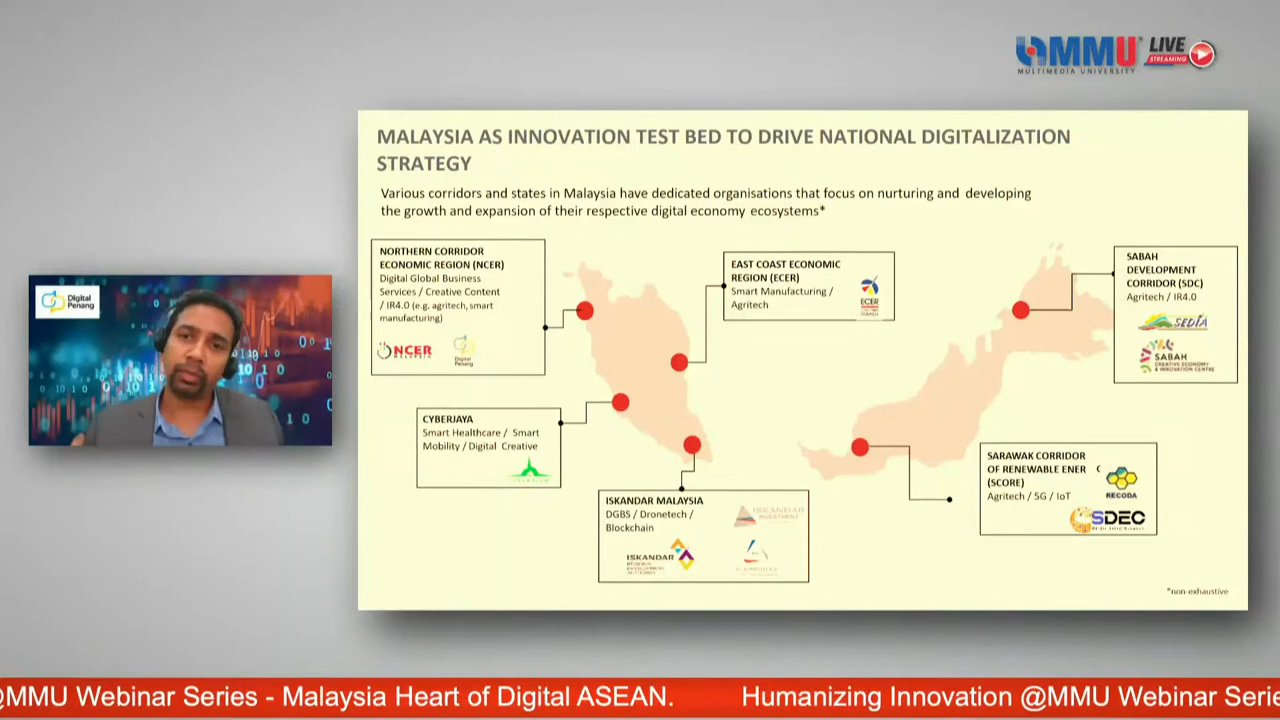 MMU
LIVE
STREAMING
MULTIMEDIA UNIVERSITY
MALAYSIA AS INNOVATION TEST BED TO DRIVE NATIONAL DIGITALIZATION
STRATEGY
Various corridors and states in Malaysia have dedicated organisations that focus on nurturing and developing
the growth and expansion of their respective digital economy ecosystems*
Digital
Penang
NORTHERN CORRIDOR
ECONOMIC REGION (NCER)
Digital Global Business
Services / Creative Content
/ IR4.0 (e.g. agritech, smart
manufacturing)
NCER
Digital
Penang
EAST COAST ECONOMIC
REGION (ECER)
Smart Manufacturing /
Agritech
ECER
SABAH
DEVELOPMENT
CORRIDOR (SDC)
Agritech / IR4.0
SEDIA
SABAH
CREATIVE ECONOMY
& INNOVATION CENTRE
CYBERJAYA
Smart Healthcare / Smart
Mobility / Digital Creative
ISKANDAR MALAYSIA
DGBS / Dronetech /
Blockchain
ISKANDAR
INVESTMENT
ISKANDAR
SARAWAK CORRIDOR
OF RENEWABLE ENER (
(SCORE)
Agritech / 5G / IoT
RECODA
SDEC
*non-exhaustive
@MMU Webinar Series - Malaysia Heart of Digital ASEAN. Humanizing Innovation @MMU Webinar Serie